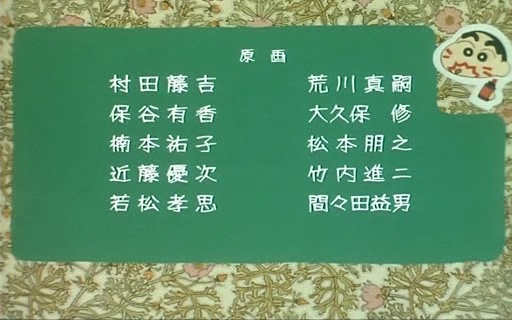 原画
村田藤吉 荒川真嗣
保谷有香 大久保 修
楠本祐子 松本朋之
近藤優次 竹内進二
若松孝思 間々田益男